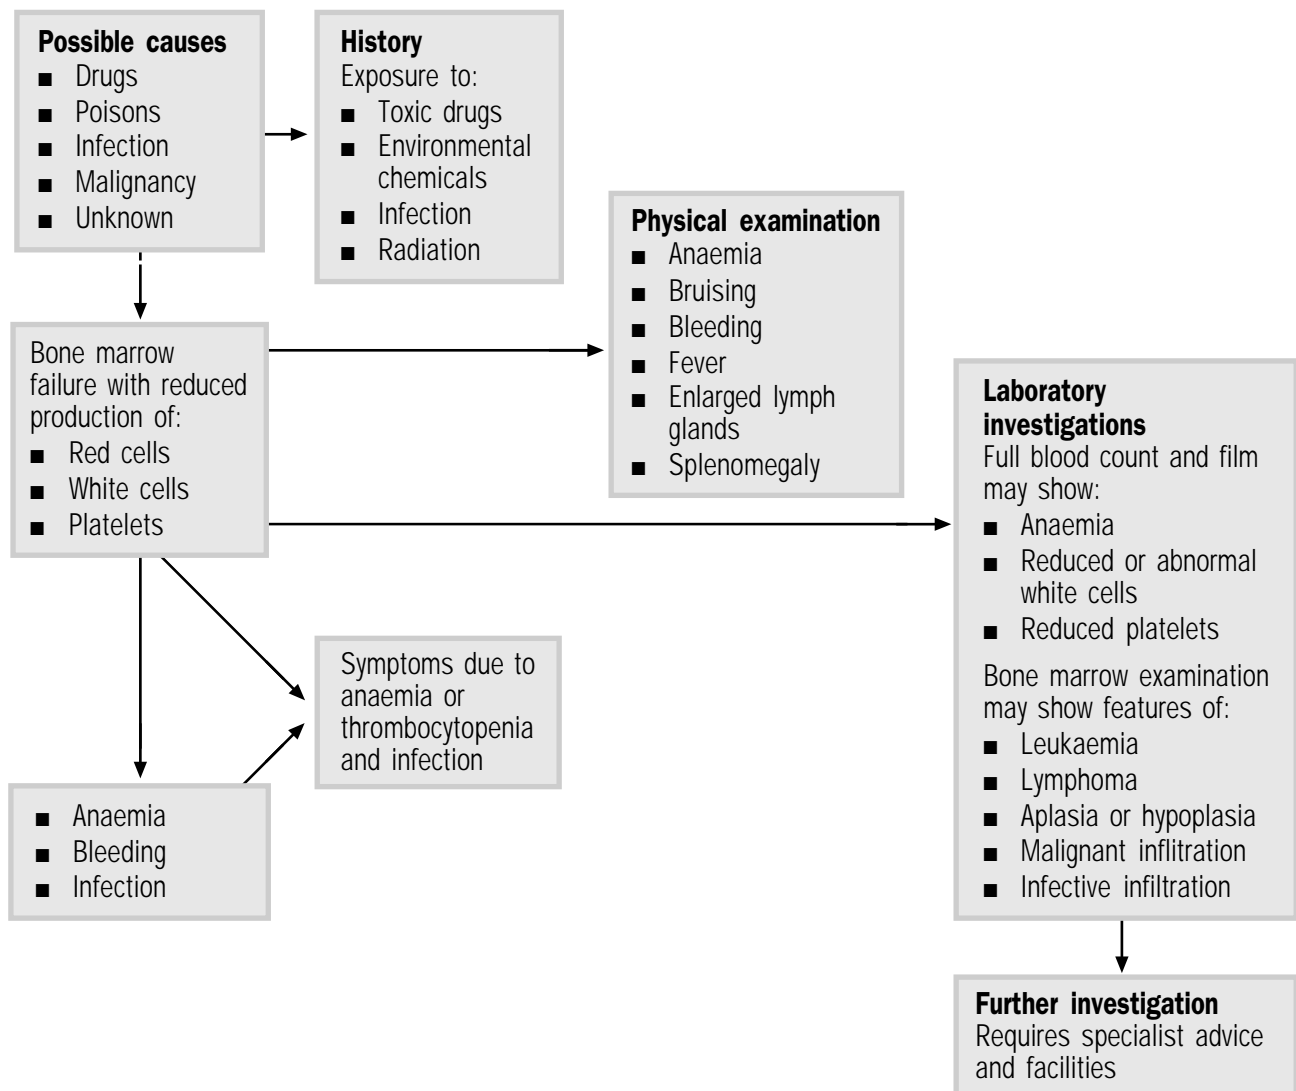 Possible causes
■ Drugs
■ Poisons
■ Infection
■ Malignancy
■ Unknown
History
Exposure to:
■ Toxic drugs
■ Environmental
chemicals
■ Infection
■ Radiation
Physical examination
■ Anaemia
■ Bruising
■ Bleeding
■ Fever
■ Enlarged lymph
glands
■ Splenomegaly
Bone marrow
failure with reduced
production of:
■ Red cells
■ White cells
■ Platelets
Laboratory
investigations
Full blood count and film
may show:
■ Anaemia
■ Reduced or abnormal
white cells
■ Reduced platelets
Bone marrow examination
may show features of:
■ Leukaemia
■ Lymphoma
■ Aplasia or hypoplasia
■ Malignant inflitration
■ Infective infiltration
Symptoms due to
anaemia or
thrombocytopenia
and infection
■ Anaemia
■ Bleeding
■ Infection
Further investigation
Requires specialist advice
and facilities